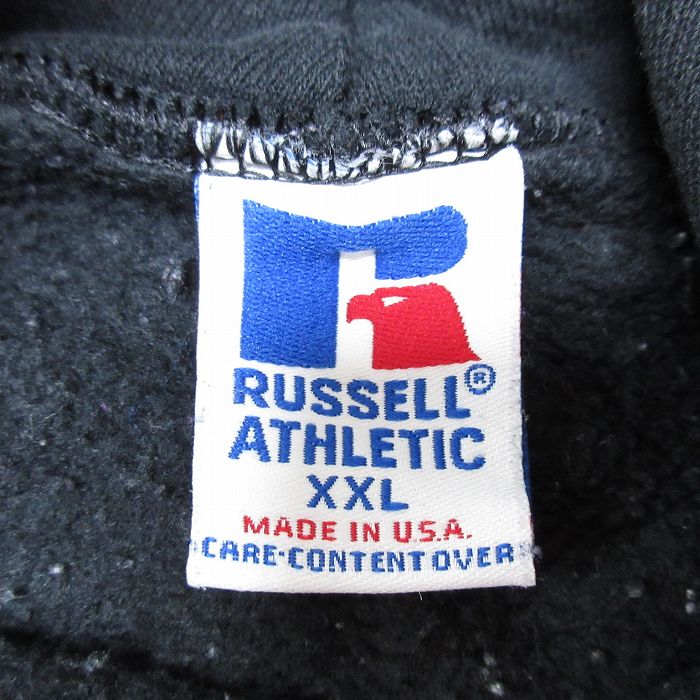 RUSSELL®
ATHLETIC
XXL
MADE IN U.S.A.
CARE-CONTENT OVER